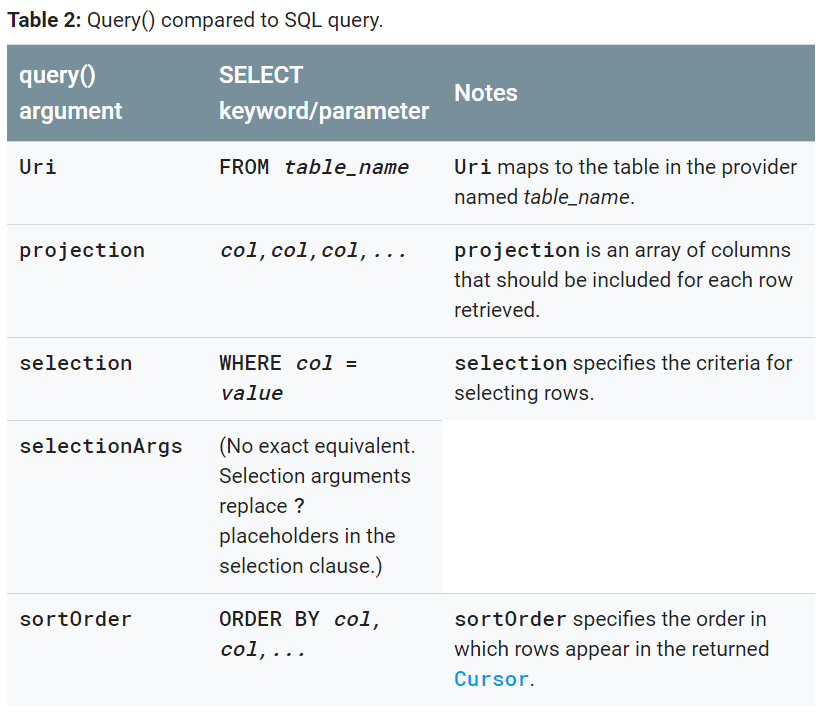 Table 2: Query() compared to SQL query.
query()
argument
SELECT
keyword/parameter
Notes
Uri
FROM table_name
Uri maps to the table in the provider
named table_name.
projection
col,col,col,...
projection is an array of columns
that should be included for each row
retrieved.
selection
WHERE col =
value
selection specifies the criteria for
selecting rows.
selectionArgs
(No exact equivalent.
Selection arguments
replace ?
placeholders in the
selection clause.)
sortOrder
ORDER BY col,
col,...
sortOrder specifies the order in
which rows appear in the returned
Cursor.